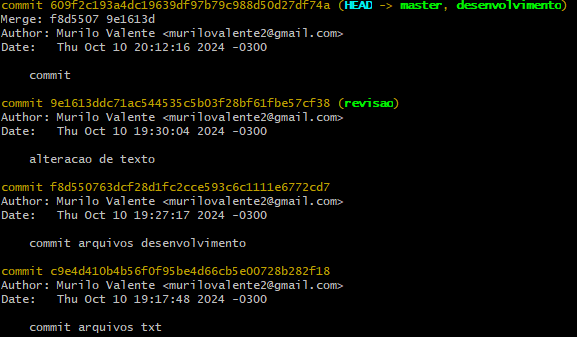 commit 609f2c193a4dc19639df97b79c988d50d27df74a (HEAD -> master, desenvolvimento)
Merge: f8d5507 9e1613d
Author: Murilo Valente <murilovalente2@gmail.com>
Date:   Thu Oct 10 20:12:16 2024 -0300
commit
commit 9e1613ddc71ac544535c5b03f28bf61fbe57cf38 (revisao)
Author: Murilo Valente <murilovalente2@gmail.com>
Date:   Thu Oct 10 19:30:04 2024 -0300
alteracao de texto
commit f8d550763dcf28d1fc2cce593c6c1111e6772cd7
Author: Murilo Valente <murilovalente2@gmail.com>
Date:   Thu Oct 10 19:27:17 2024 -0300
commit arquivos desenvolvimento
commit c9e4d410b4b56f0f95be4d66cb5e00728b282f18
Author: Murilo Valente <murilovalente2@gmail.com>
Date:   Thu Oct 10 19:17:48 2024 -0300
commit arquivos txt